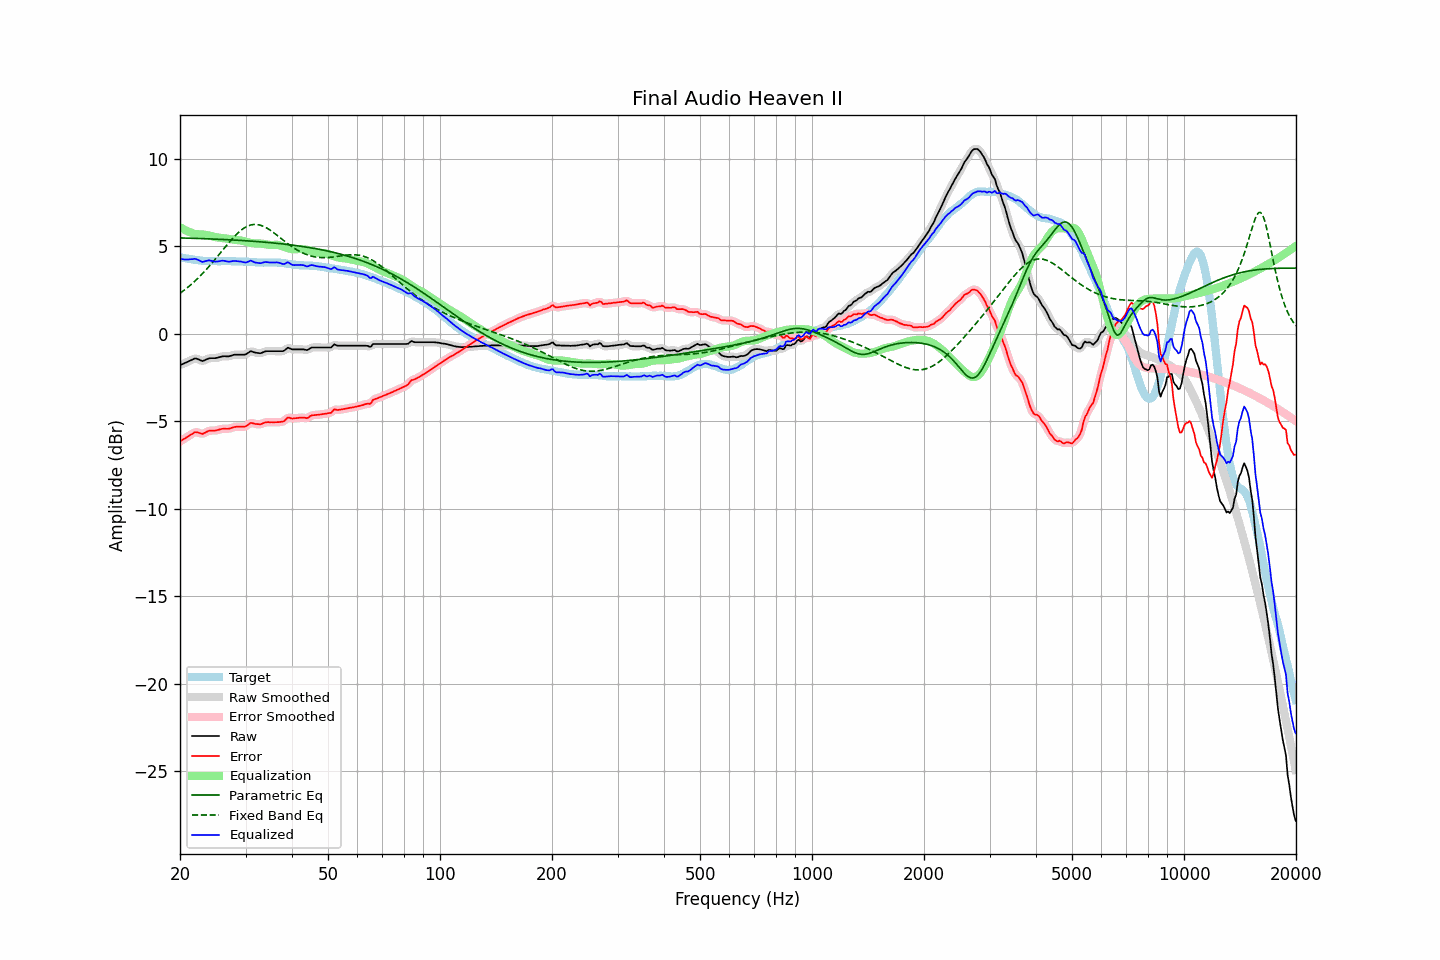 Final Audio Heaven II
10
5
0
−5
−10
−15
−20
−25
Amplitude (dBr)
Target
Raw Smoothed
Error Smoothed
Raw
Error
Equalization
Parametric Eq
Fixed Band Eq
Equalized
20 50 100 200 500 1000 2000 5000 10000 20000
Frequency (Hz)